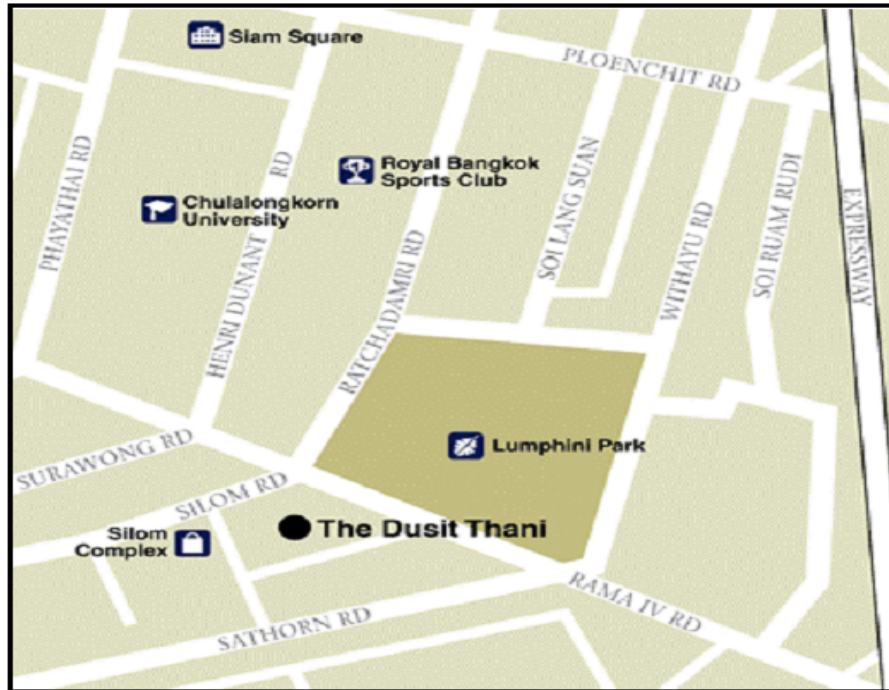 Siam Square
PLOENCHIT RD
PHAYATHAI RD
HENRI DUNANT RD
Royal Bangkok
Sports Club
Chulalongkorn
University
RATCHADAMRI RD
SOI LANG SUAN
WITHAYU RD
SOI RUAM RUDI
EXPRESSWAY
Lumphini Park
SURAWONG RD
SILOM RD
The Dusit Thani
Silom
Complex
SATHORN RD
RAMA IV RD